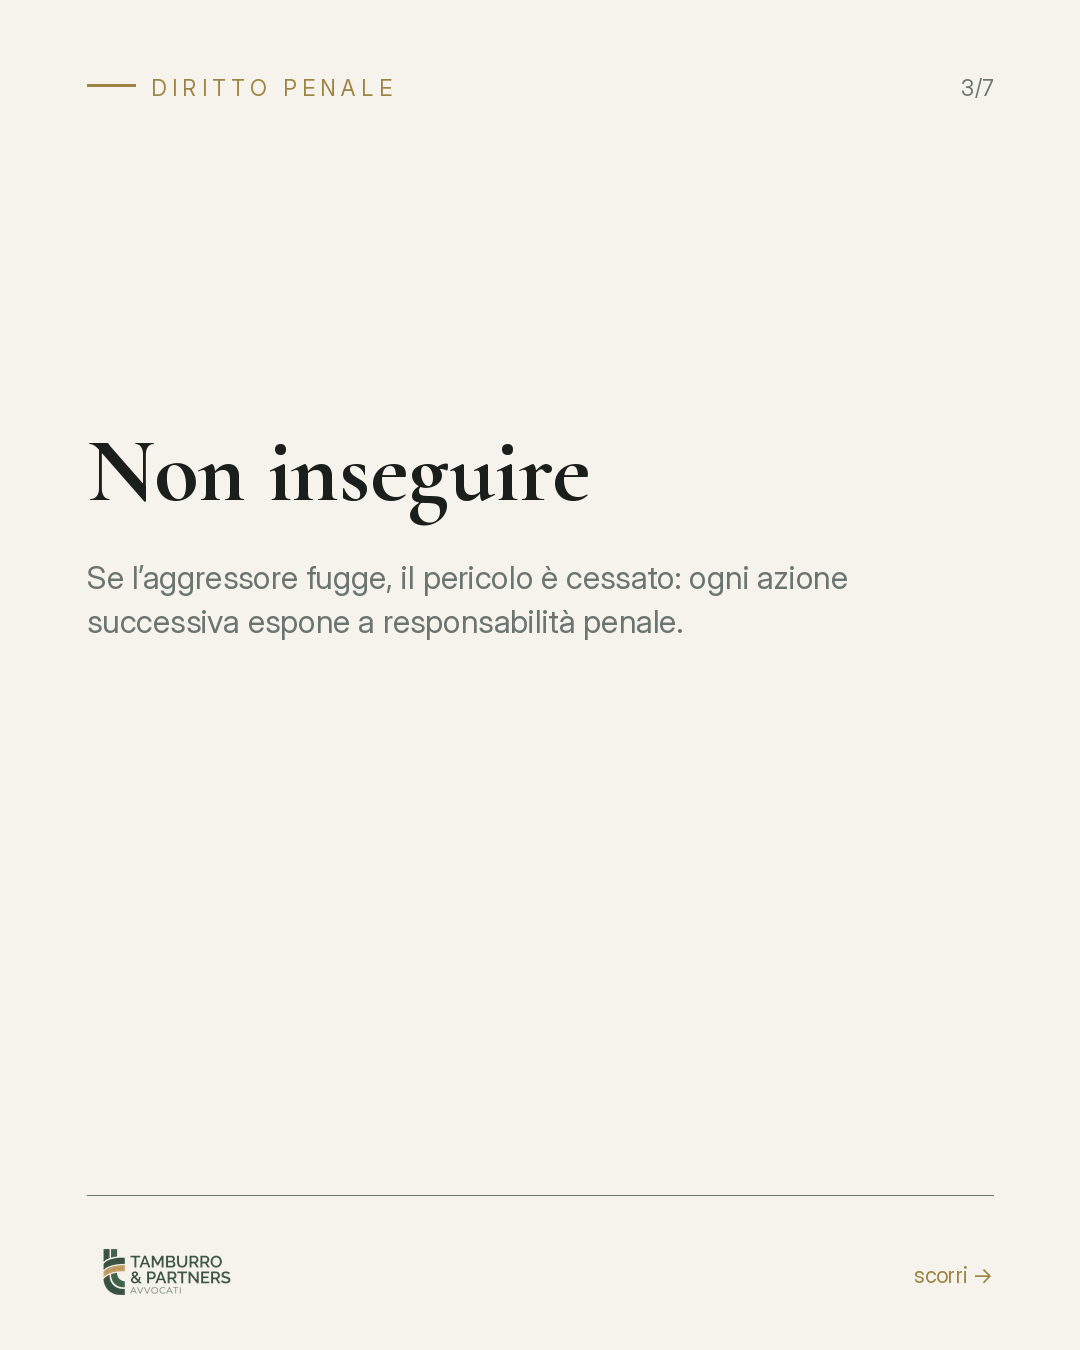 DIRITTO PENALE
3/7
Non inseguire
Se l’aggressore fugge, il pericolo è cessato: ogni azione
successiva espone a responsabilità penale.
TAMBURRO
& PARTNERS
AVVOCATI
scorri →